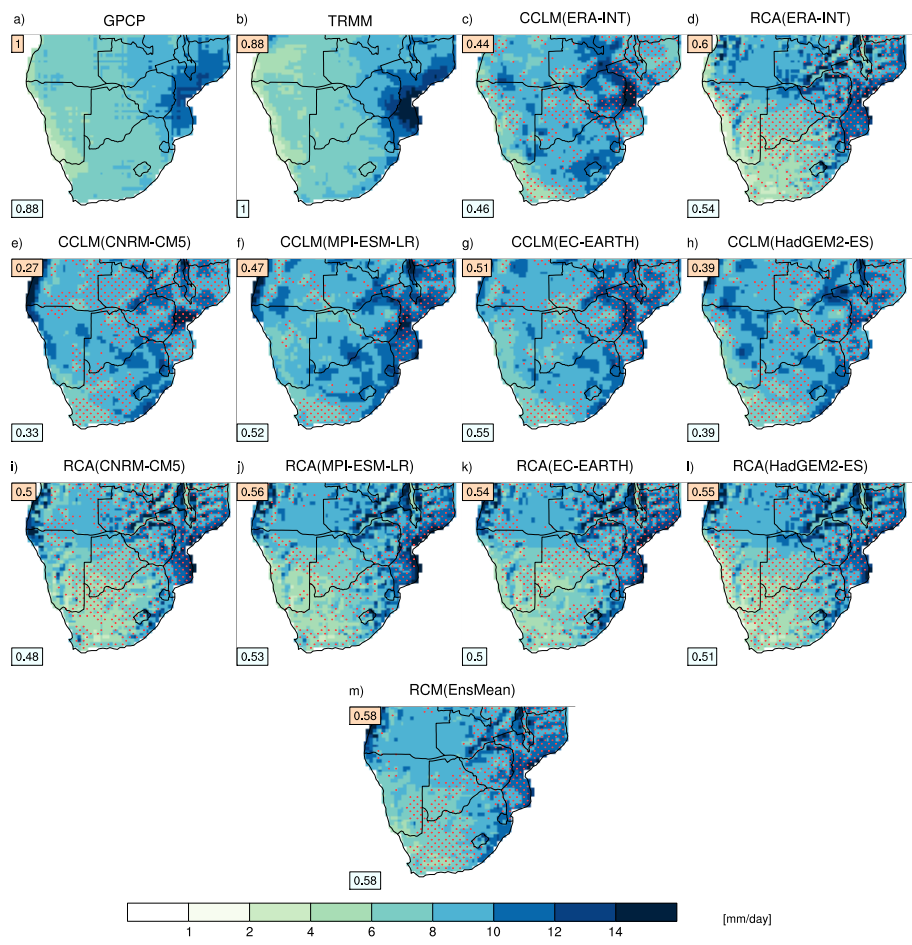 a) GPCP
b) TRMM
c) CCLM(ERA-INT)
d) RCA(ERA-INT)
1
0.88
0.44
0.6
0.88
1
0.46
0.54
e) CCLM(CNRM-CM5)
f) CCLM(MPI-ESM-LR)
g) CCLM(EC-EARTH)
h) CCLM(HadGEM2-ES)
0.27
0.47
0.51
0.39
0.33
0.52
0.55
0.39
i) RCA(CNRM-CM5)
j) RCA(MPI-ESM-LR)
k) RCA(EC-EARTH)
l) RCA(HadGEM2-ES)
0.5
0.56
0.54
0.55
0.48
0.53
0.5
0.51
m) RCM(EnsMean)
0.58
0.58
1 2 4 6 8 10 12 14 [mm/day]